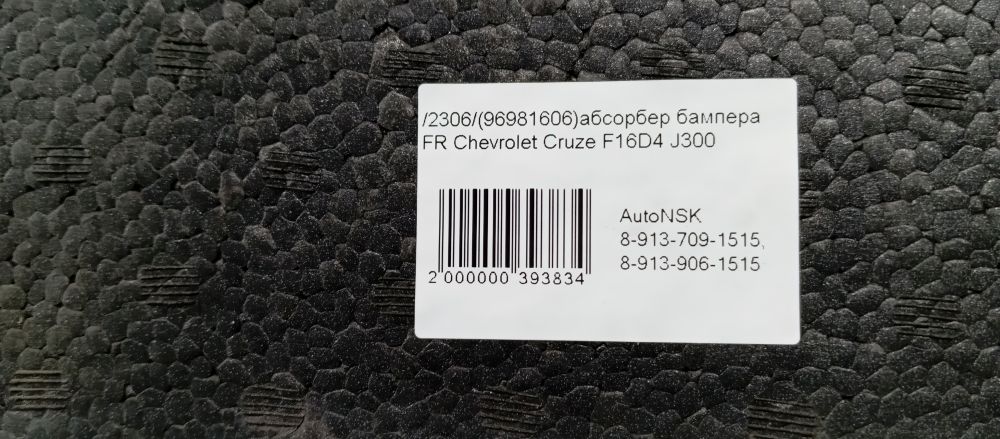 /2306/(96981606)абсорбер бампера
FR Chevrolet Cruze F16D4 J300
AutoNSK
8-913-709-1515,
8-913-906-1515
2 000000 393834